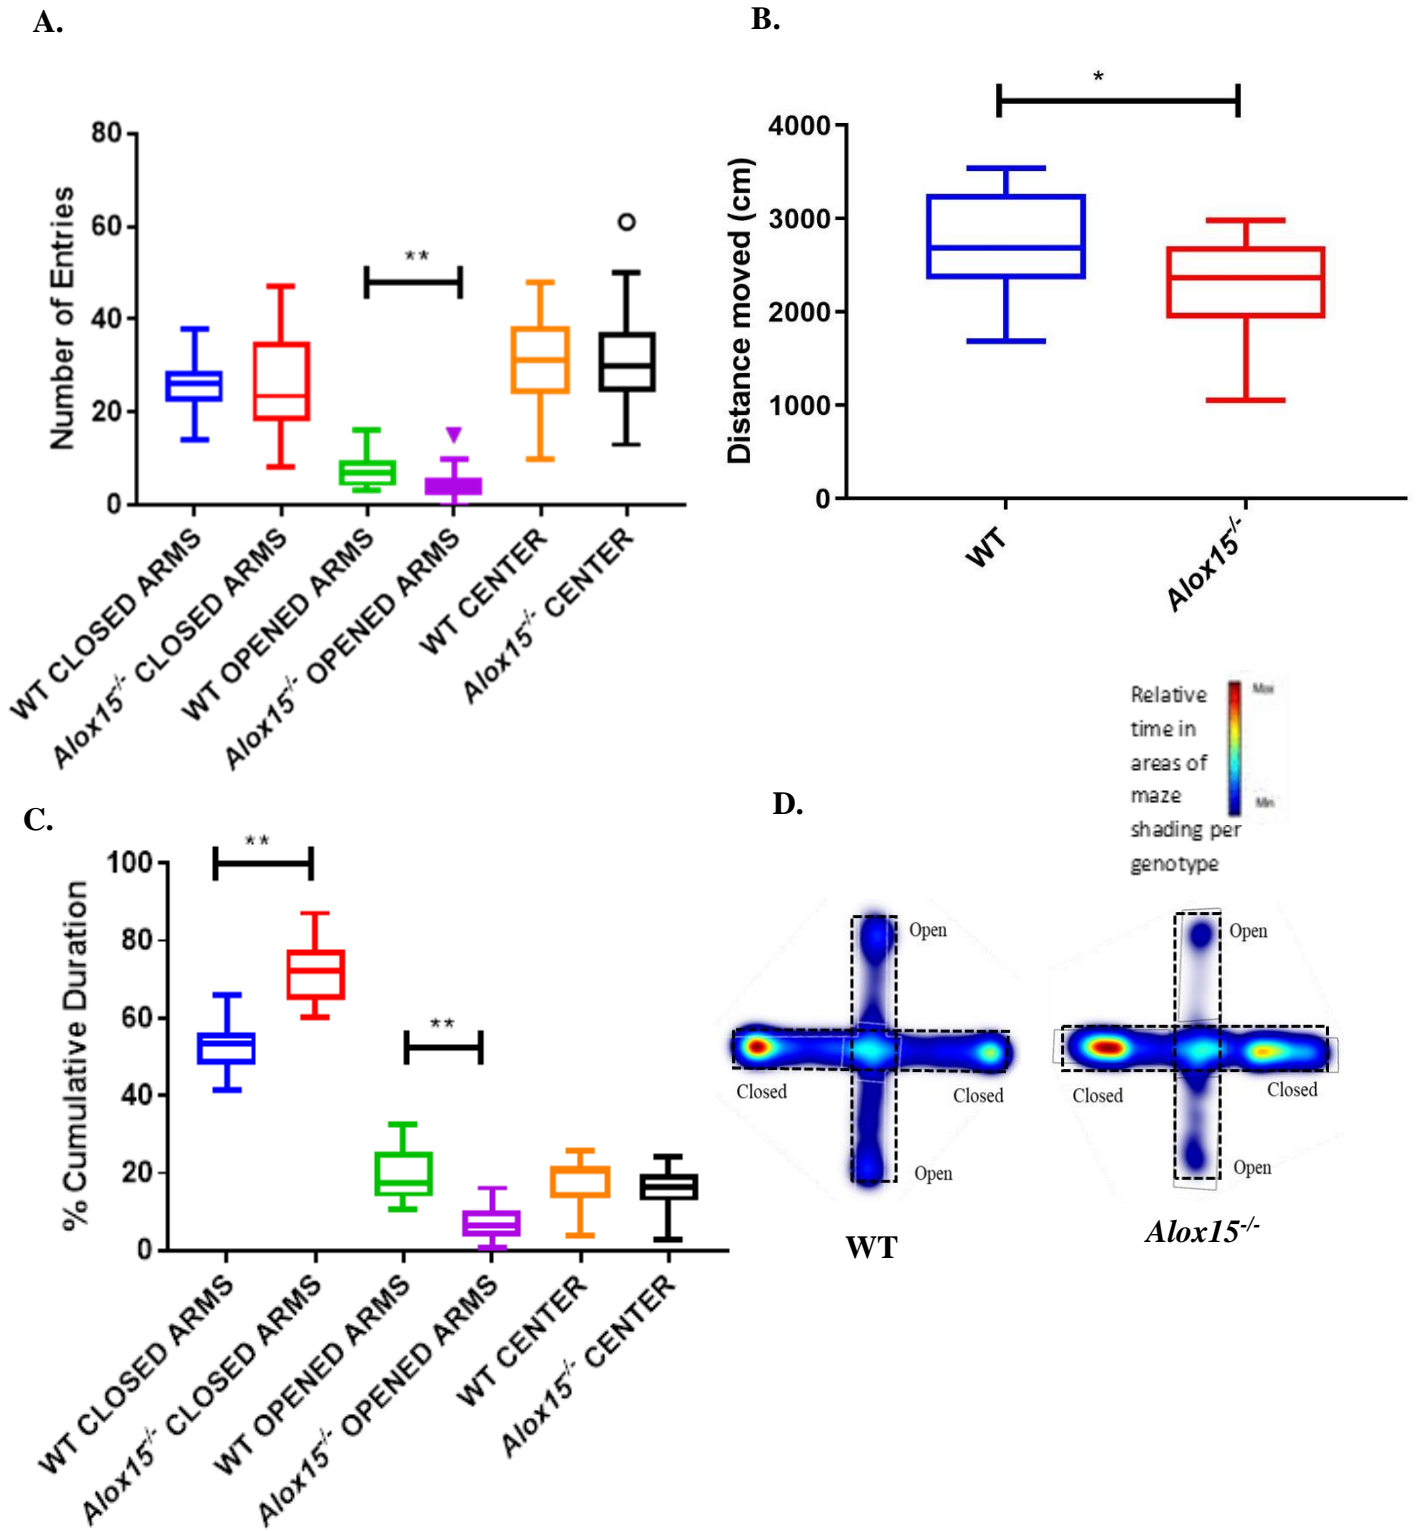 A.
80
60
40
20
0
Number of Entries
**
WT CLOSED ARMS
Alox15-/- CLOSED ARMS
WT OPENED ARMS
Alox15-/- OPENED ARMS
WT CENTER
Alox15-/- CENTER
B.
4000
3000
2000
1000
0
Distance moved (cm)
*
WT
Alox15-/-
C.
100
80
60
40
20
0
% Cumulative Duration
**
**
WT CLOSED ARMS
Alox15-/- CLOSED ARMS
WT OPENED ARMS
Alox15-/- OPENED ARMS
WT CENTER
Alox15-/- CENTER
D.
Relative
time in
areas of
maze
shading per
genotype
Max
Min
Open
Closed
Closed
Open
WT
Open
Closed
Closed
Open
Alox15-/-